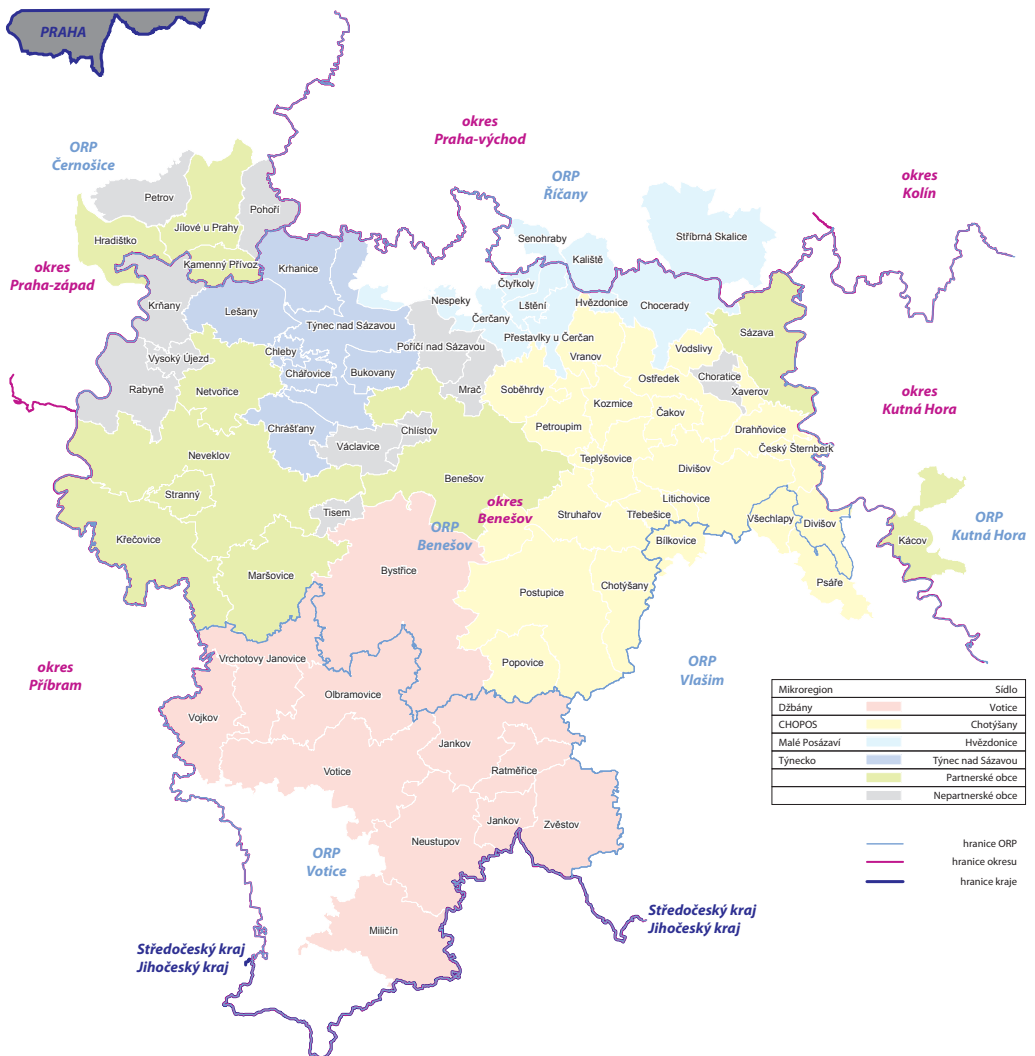 PRAHA
okres
Praha-východ
ORP
Černošice
ORP
Říčany
okres
Kolín
Petrov
Pohoří
Jílové u Prahy
Hradištko
Kamenný Přívoz
Senohraby
Stříbrná Skalice
Kaliště
okres
Praha-západ
Krhanice
Čtyřkoly
Krňany
Lešany
Nespeky
Lštění
Hvězdonice
Chocerady
Čerčany
Týnec nad Sázavou
Přestavlky u Čerčan
Sázava
Vysoký Újezd
Chleby
Poříčí nad Sázavou
Vranov
Vodslivy
Chářovice
Bukovany
Rabyně
Netvořice
Mrač
Soběhrdy
Ostředek
Choratice
Xaverov
okres
Kutná Hora
Kozmice
Čakov
Chrášťany
Chlístov
Petroupim
Drahňovice
Václavice
Český Šternberk
Neveklov
Teplýšovice
Divišov
Benešov
Stranný
Litichovice
okres
Benešov
Tisem
Struhařov
Třebešice
Všechlapy
Divišov
ORP
Benešov
ORP
Kutná Hora
Křečovice
Bílkovice
Kácov
Bystřice
Maršovice
Chotýšany
Psáře
Postupice
Vrchotovy Janovice
Popovice
okres
Příbram
ORP
Vlašim
Olbramovice
Vojkov
Mikroregion Sídlo
Džbány Votice
CHOPOS Chotýšany
Malé Posázaví Hvězdonice
Týnecko Týnec nad Sázavou
Partnerské obce
Nepartnerské obce
Jankov
Votice
Ratměřice
Neustupov
Jankov
Zvěstov
ORP
Votice
hranice ORP
hranice okresu
hranice kraje
Miličín
Středočeský kraj
Jihočeský kraj
Středočeský kraj
Jihočeský kraj